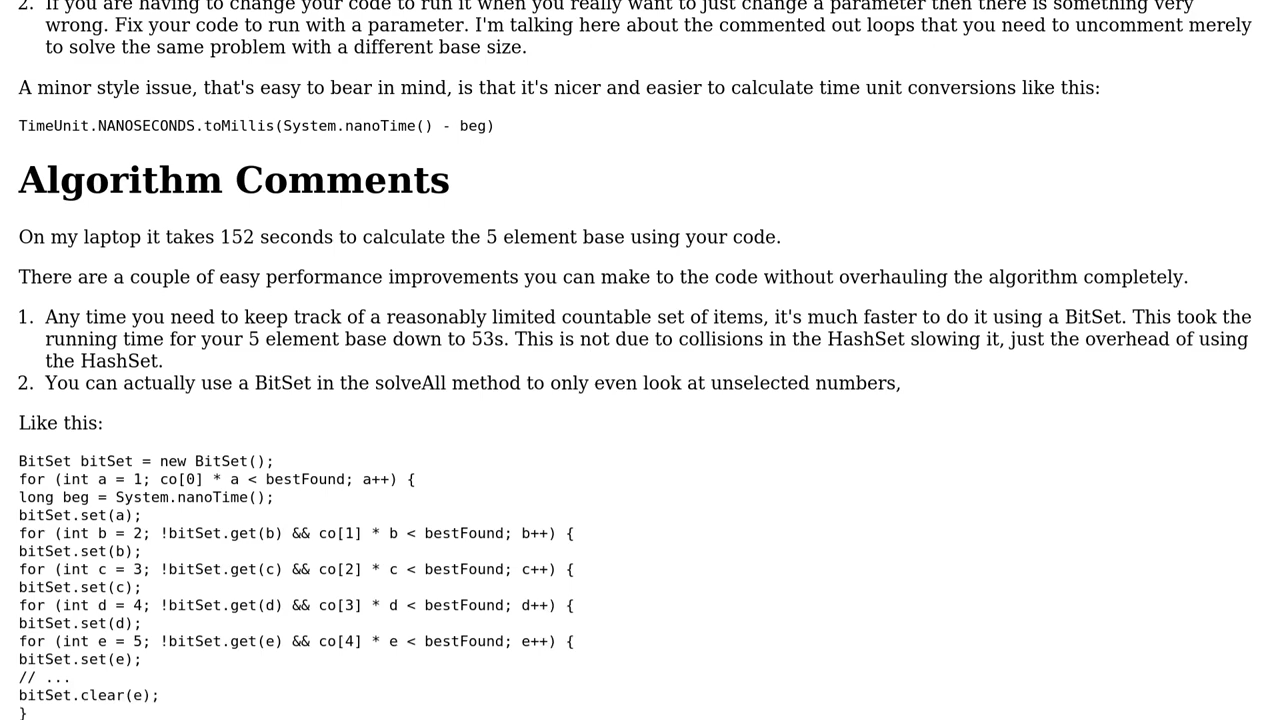 2. If you are having to change your code to run it when you really want to just change a parameter then there is something very
wrong. Fix your code to run with a parameter. I'm talking here about the commented out loops that you need to uncomment merely
to solve the same problem with a different base size.
A minor style issue, that's easy to bear in mind, is that it's nicer and easier to calculate time unit conversions like this:
TimeUnit.NANOSECONDS.toMillis(System.nanoTime() - beg)
Algorithm Comments
On my laptop it takes 152 seconds to calculate the 5 element base using your code.
There are a couple of easy performance improvements you can make to the code without overhauling the algorithm completely.
1. Any time you need to keep track of a reasonably limited countable set of items, it's much faster to do it using a BitSet. This took the
running time for your 5 element base down to 53s. This is not due to collisions in the HashSet slowing it, just the overhead of using
the HashSet.
2. You can actually use a BitSet in the solveAll method to only even look at unselected numbers,
Like this:
BitSet bitSet = new BitSet();
for (int a = 1; co[0] * a < bestFound; a++) {
long beg = System.nanoTime();
bitSet.set(a);
for (int b = 2; !bitSet.get(b) && co[1] * b < bestFound; b++) {
bitSet.set(b);
for (int c = 3; !bitSet.get(c) && co[2] * c < bestFound; c++) {
bitSet.set(c);
for (int d = 4; !bitSet.get(d) && co[3] * d < bestFound; d++) {
bitSet.set(d);
for (int e = 5; !bitSet.get(e) && co[4] * e < bestFound; e++) {
bitSet.set(e);
// ...
bitSet.clear(e);
}